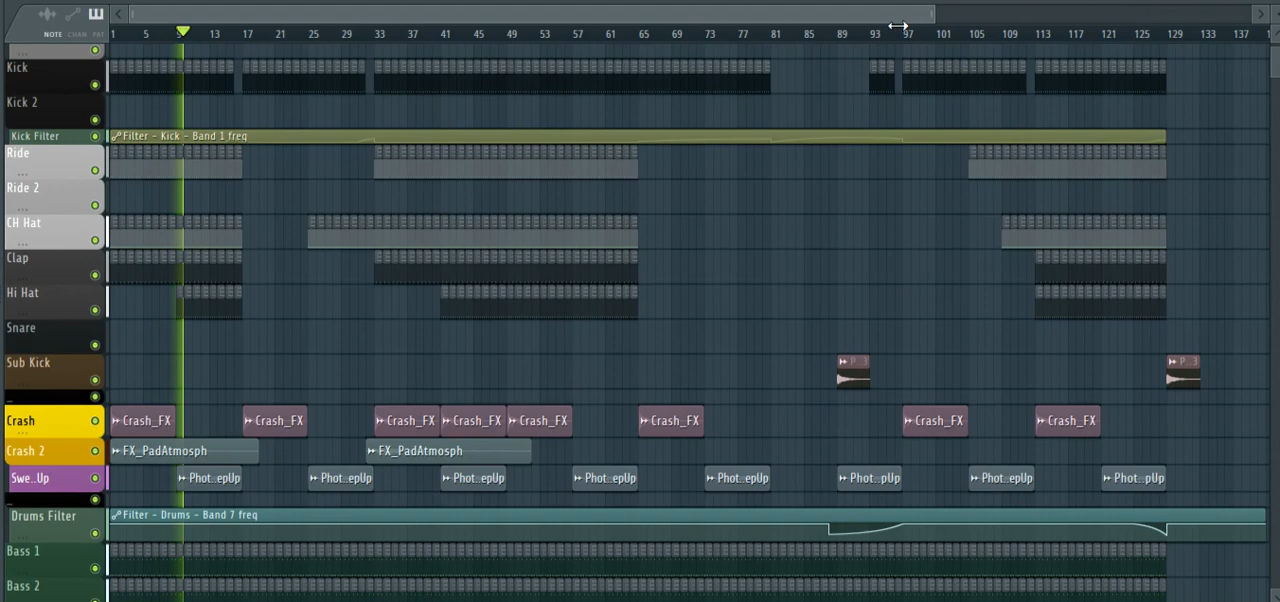 NOTE CHAN PAT
1 5 9 13 17 21 25 29 33 37 41 45 49 53 57 61 65 69 73 77 81 85 89 93 97 101 105 109 113 117 121 125 129 133 137
...
Kick
Kick 2
Kick Filter Filter - Kick - Band 1 freq
Ride
...
Ride 2
CH Hat
...
Clap
Hi Hat
Snare
Sub Kick P..3 P..3
...
Crash Crash_FX Crash_FX Crash_FX Crash_FX Crash_FX Crash_FX Crash_FX Crash_FX
...
Crash 2 FX_PadAtmosph FX_PadAtmosph
Swe..Up Phot..epUp Phot..epUp Phot..epUp Phot..epUp Phot..epUp Phot..pUp Phot..epUp Phot..pUp
Drums Filter Filter - Drums - Band 7 freq
Bass 1
Bass 2